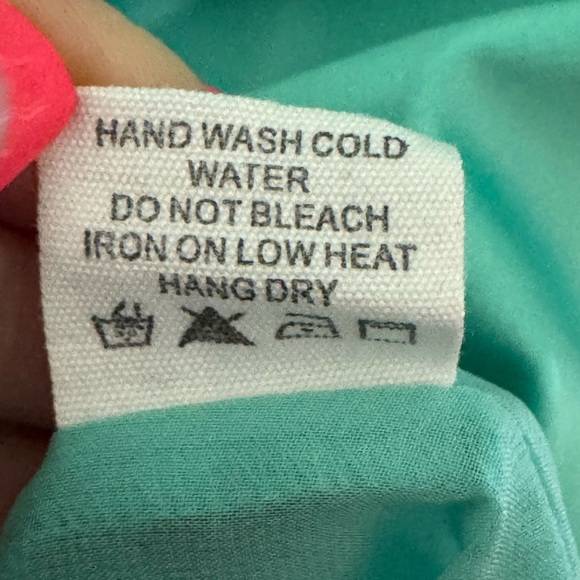 HAND WASH COLD
WATER
DO NOT BLEACH
IRON ON LOW HEAT
HANG DRY